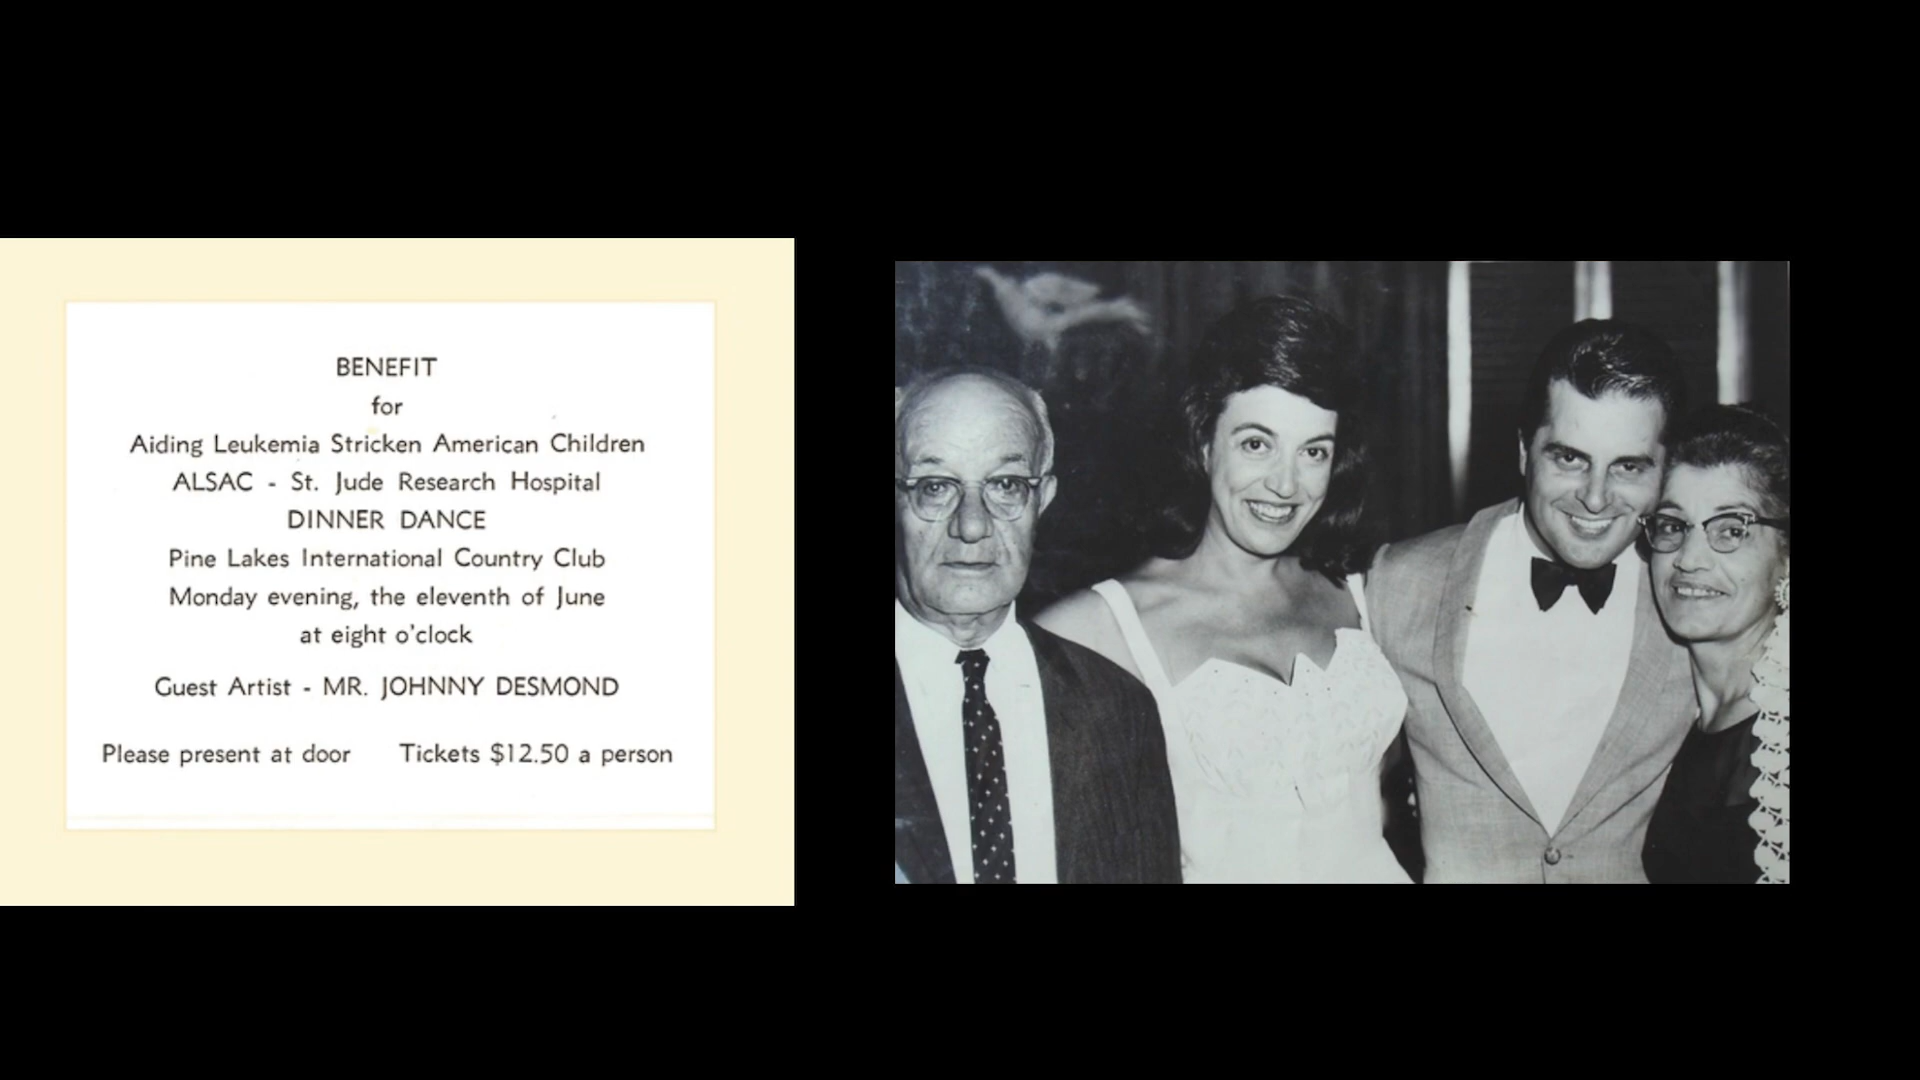 BENEFIT
for
Aiding Leukemia Stricken American Children
ALSAC - St. Jude Research Hospital
DINNER DANCE
Pine Lakes International Country Club
Monday evening, the eleventh of June
at eight o'clock
Guest Artist - MR. JOHNNY DESMOND
Please present at door Tickets $12.50 a person